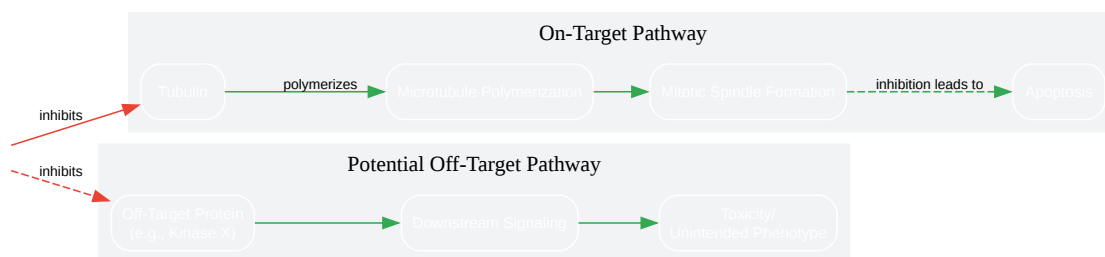 On-Target Pathway
inhibits
Tubulin
polymerizes
Microtubule Polymerization
Mitotic Spindle Formation
inhibition leads to
Apoptosis
Potential Off-Target Pathway
inhibits
Off-Target Protein
(e.g., Kinase X)
Downstream Signaling
Toxicity/
Unintended Phenotype